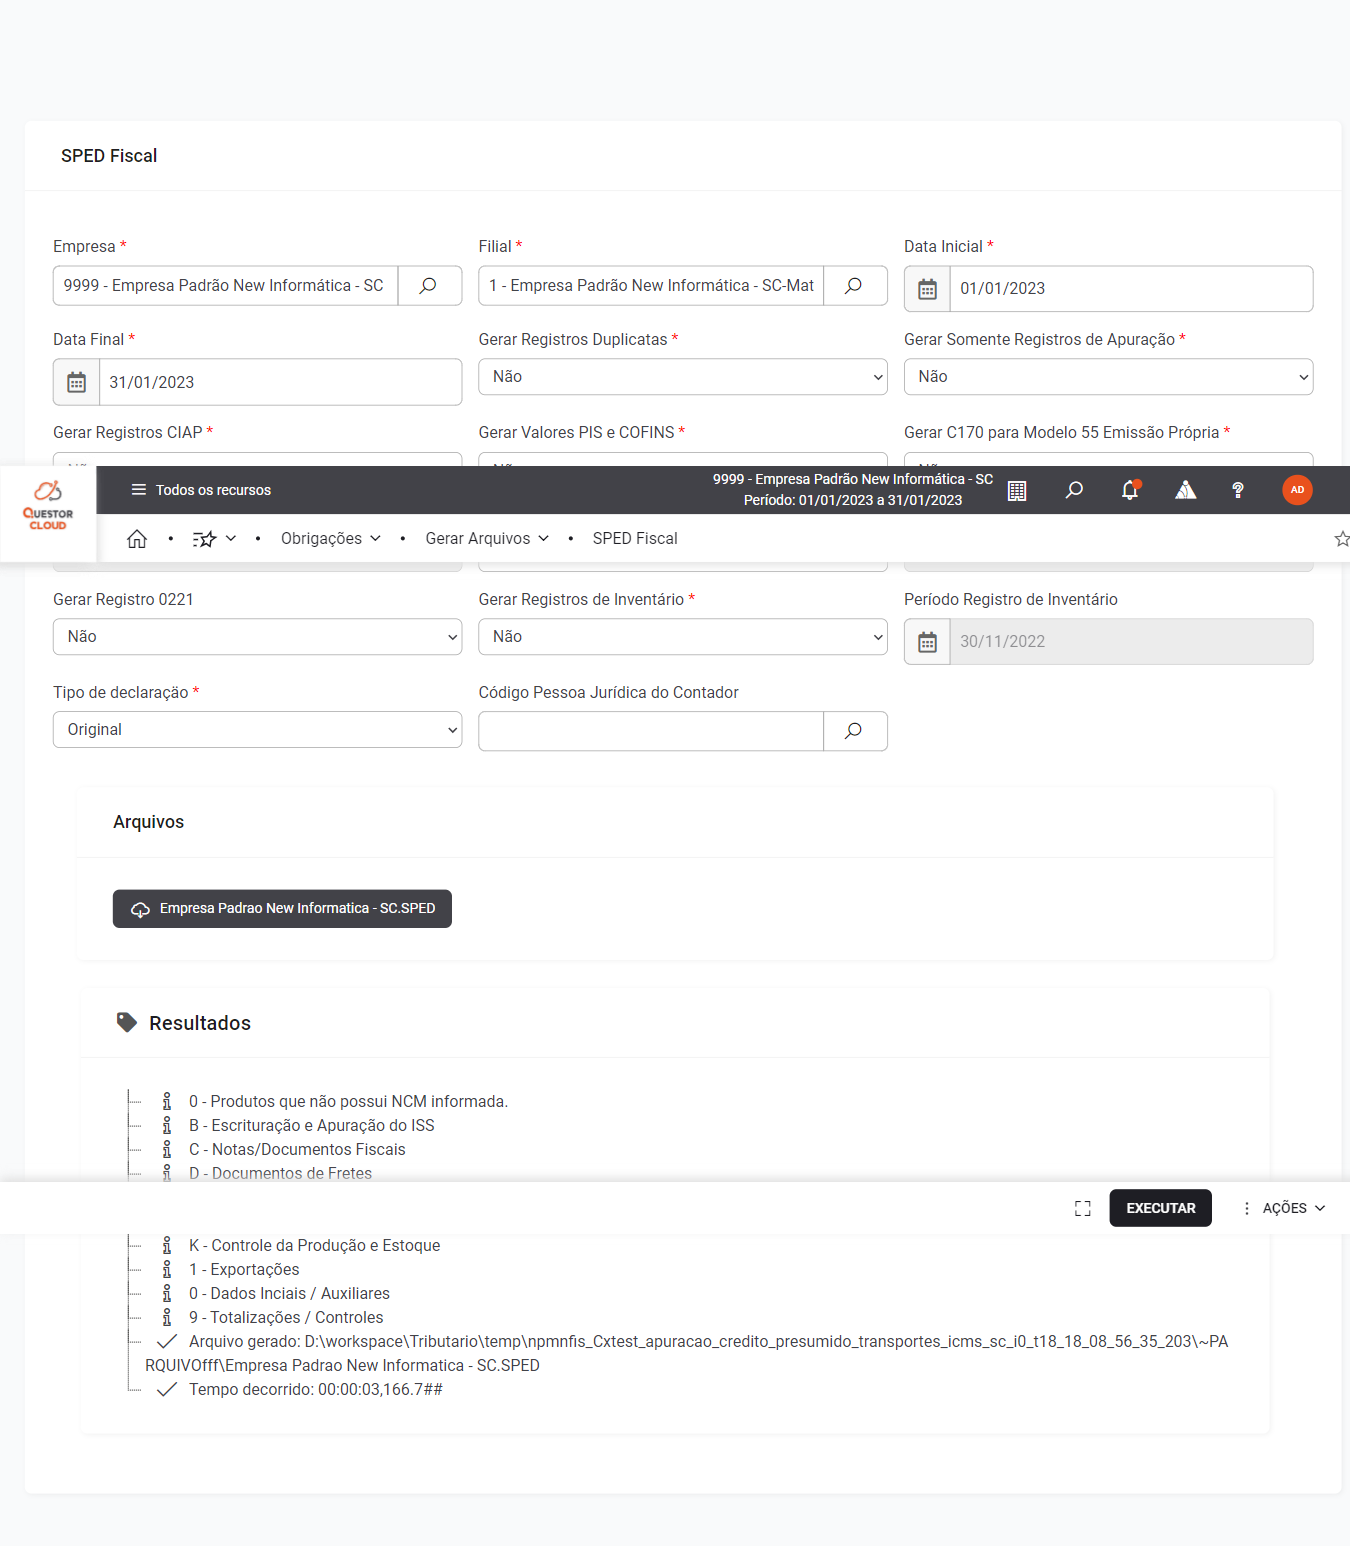 SPED Fiscal
Empresa *
Filial *
Data Inicial *
9999 - Empresa Padrão New Informática - SC
1 - Empresa Padrão New Informática - SC-Mat
01/01/2023
Data Final *
Gerar Registros Duplicatas *
Gerar Somente Registros de Apuração *
31/01/2023
Não
Não
Gerar Registros CIAP *
Gerar Valores PIS e COFINS *
Gerar C170 para Modelo 55 Emissão Própria *
QUESTOR
CLOUD
Todos os recursos
9999 - Empresa Padrão New Informática - SC
Período: 01/01/2023 a 31/01/2023
AD
Obrigações
Gerar Arquivos
SPED Fiscal
Gerar Registro 0221
Gerar Registros de Inventário *
Período Registro de Inventário
Não
Não
30/11/2022
Tipo de declaração *
Código Pessoa Jurídica do Contador
Original
Arquivos
Empresa Padrao New Informatica - SC.SPED
Resultados
0 - Produtos que não possui NCM informada.
B - Escrituração e Apuração do ISS
C - Notas/Documentos Fiscais
D - Documentos de Fretes
EXECUTAR
AÇÕES
K - Controle da Produção e Estoque
1 - Exportações
0 - Dados Inciais / Auxiliares
9 - Totalizações / Controles
Arquivo gerado: D:\workspace\Tributario\temp\npmnfis_Cxtest_apuracao_credito_presumido_transportes_icms_sc_i0_t18_18_08_56_35_203\~PA
RQUIVOfff\Empresa Padrao New Informatica - SC.SPED
Tempo decorrido: 00:00:03,166.7##